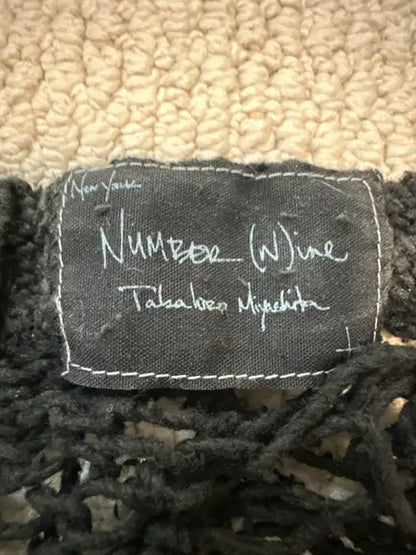 New York
NUMBER (N)ine
Takahiro Miyashita